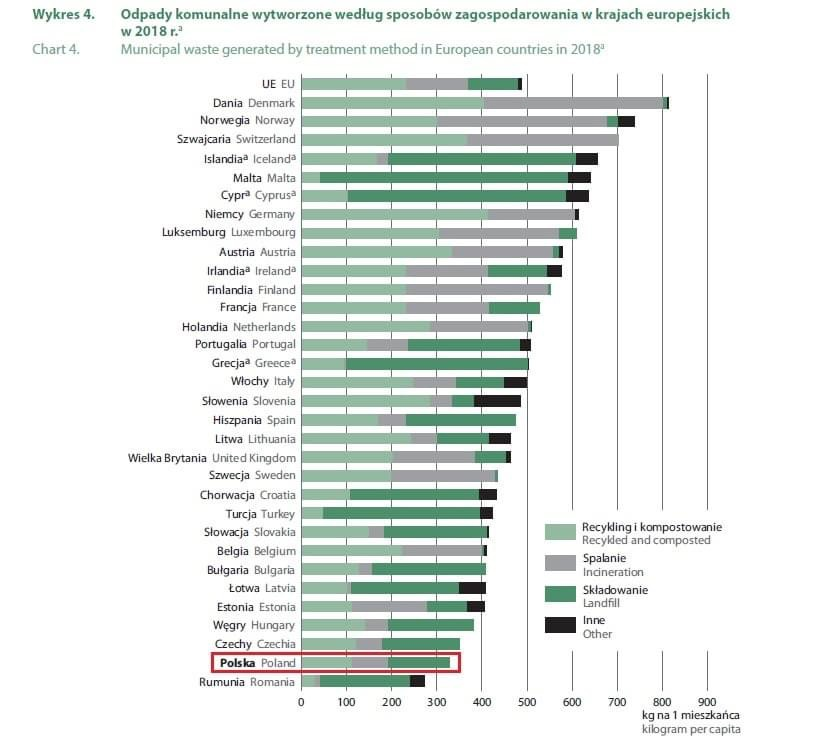 Wykres 4. Odpady komunalne wytworzone według sposobów zagospodarowania w krajach europejskich
w 2018 r.ᵃ
Chart 4. Municipal waste generated by treatment method in European countries in 2018ᵃ
UE EU
Dania Denmark
Norwegia Norway
Szwajcaria Switzerland
Islandiaᵃ Icelandᵃ
Malta Malta
Cyprᵃ Cyprusᵃ
Niemcy Germany
Luksemburg Luxembourg
Austria Austria
Irlandiaᵃ Irelandᵃ
Finlandia Finland
Francja France
Holandia Netherlands
Portugalia Portugal
Grecjaᵃ Greeceᵃ
Włochy Italy
Słowenia Slovenia
Hiszpania Spain
Litwa Lithuania
Wielka Brytania United Kingdom
Szwecja Sweden
Chorwacja Croatia
Turcja Turkey
Słowacja Slovakia
Belgia Belgium
Bułgaria Bulgaria
Łotwa Latvia
Estonia Estonia
Węgry Hungary
Czechy Czechia
Polska Poland
Rumunia Romania
Recykling i kompostowanie
Recykled and composted
Spalanie
Incineration
Składowanie
Landfill
Inne
Other
0 100 200 300 400 500 600 700 800 900
kg na 1 mieszkańca
kilogram per capita